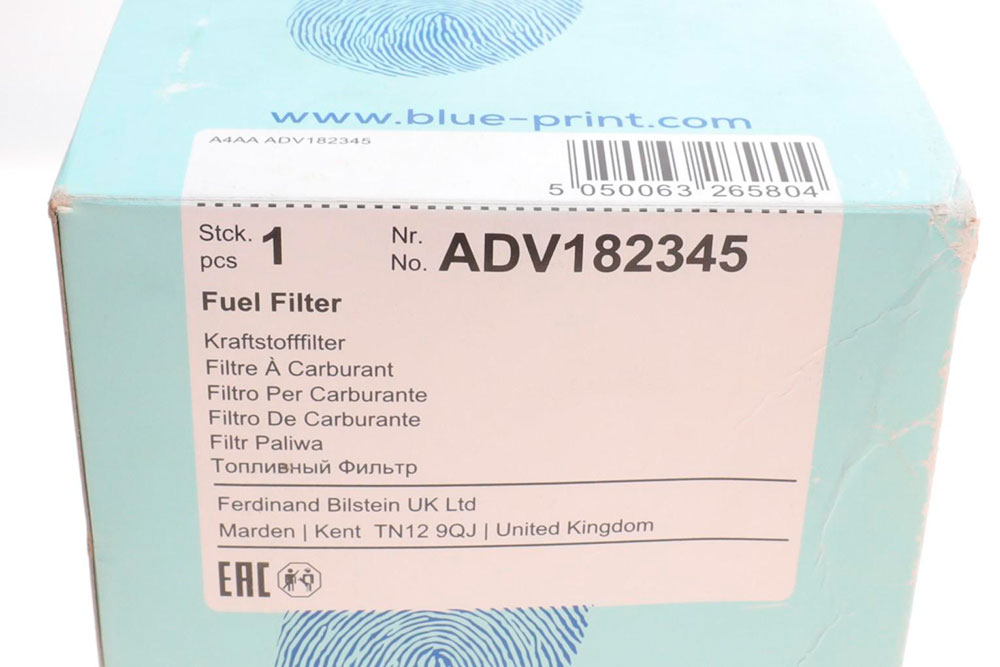 www.blue-print.com
A4AA ADV182345
5 050063 265804
Stck. 1 Nr. ADV182345
pcs No.
Fuel Filter
Kraftstofffilter
Filtre À Carburant
Filtro Per Carburante
Filtro De Carburante
Filtr Paliwa
Топливный Фильтр
Ferdinand Bilstein UK Ltd
Marden | Kent TN12 9QJ | United Kingdom
EAC